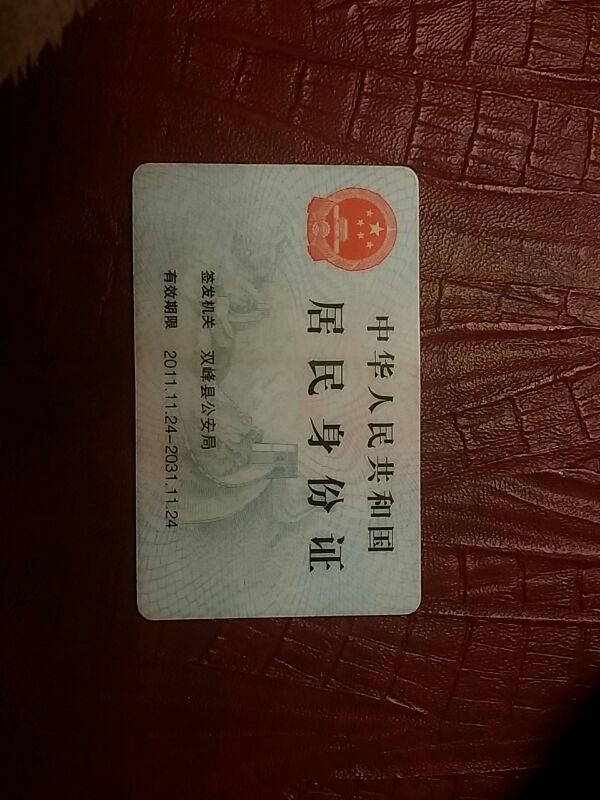 中华人民共和国
居民身份证
签发机关 双峰县公安局
有效期限 2011.11.24-2031.11.24